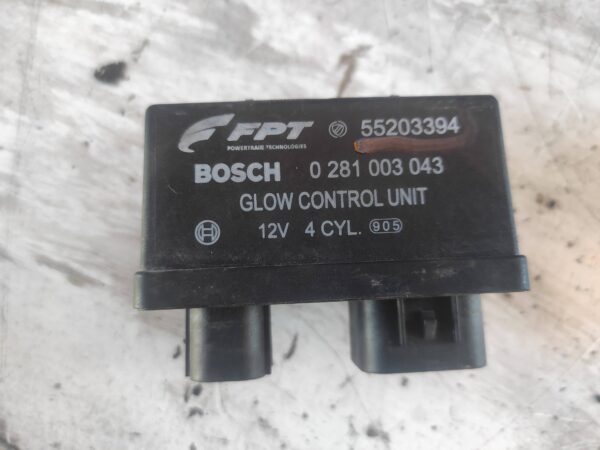 FPT 55203394
POWERTRAIN TECHNOLOGIES
BOSCH 0 281 003 043
GLOW CONTROL UNIT
12V 4 CYL. 905